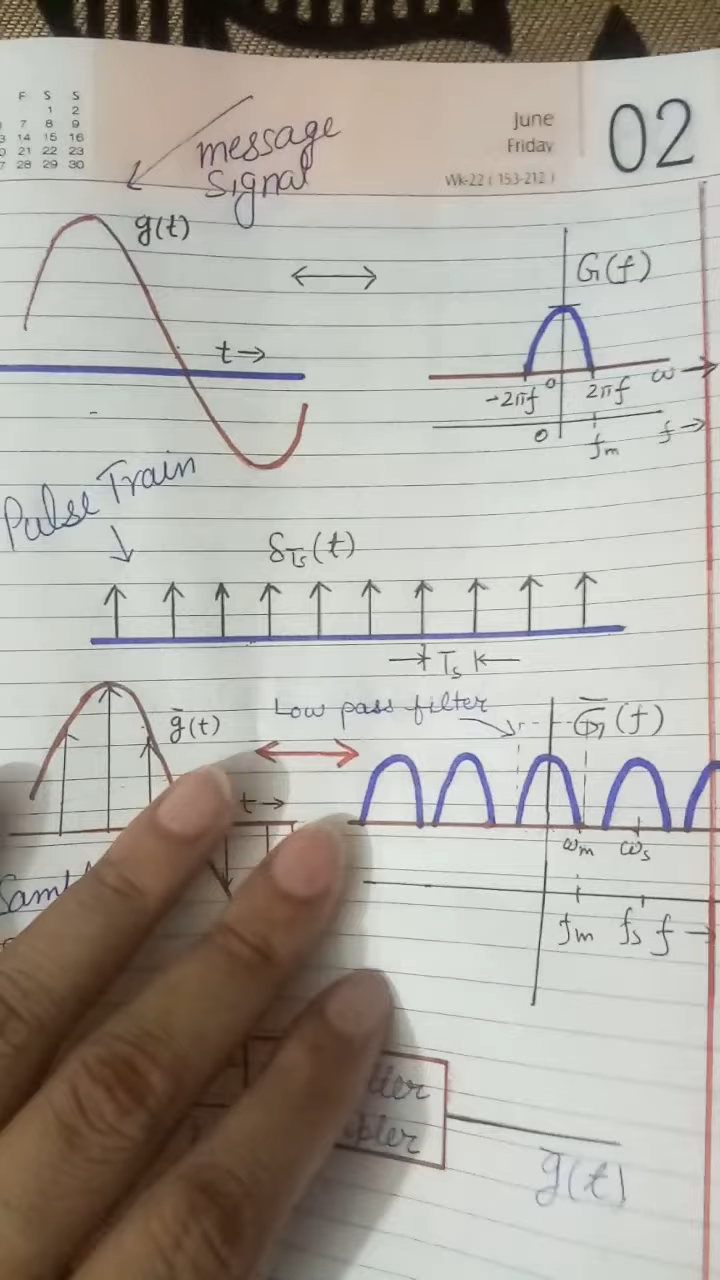 F S S
1 2
7 8 9
14 15 16
21 22 23
28 29 30
June
Friday
Wk-22 ( 153-212 )
02
message
Signal
g(t)
G(f)
t→
-2πf 0 2πf ω→
0 fm f→
Pulse Train
δTs(t)
Ts
Low pass filter
g̅(t)
G̅(f)
t→
ωm ωs
fm fs f→
g̅(t)